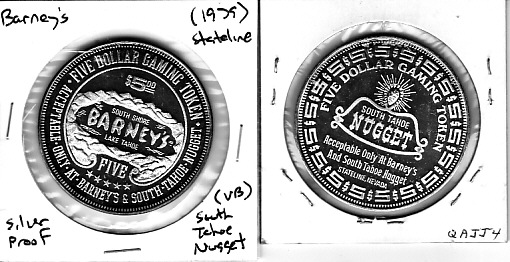 Barney's
(1979)
stateline
FIVE DOLLAR GAMING TOKEN
ACCEPTABLE ONLY AT BARNEY'S & SOUTH TAHOE NUGGET
$5.00
SOUTH SHORE
BARNEY'S
LAKE TAHOE
FIVE
silver
Proof
(VB)
South
Tahoe
Nugget
FIVE DOLLAR GAMING TOKEN
SOUTH TAHOE
NUGGET
Acceptable Only At Barney's
And South Tahoe Nugget
STATELINE, NEVADA
QAJJ4